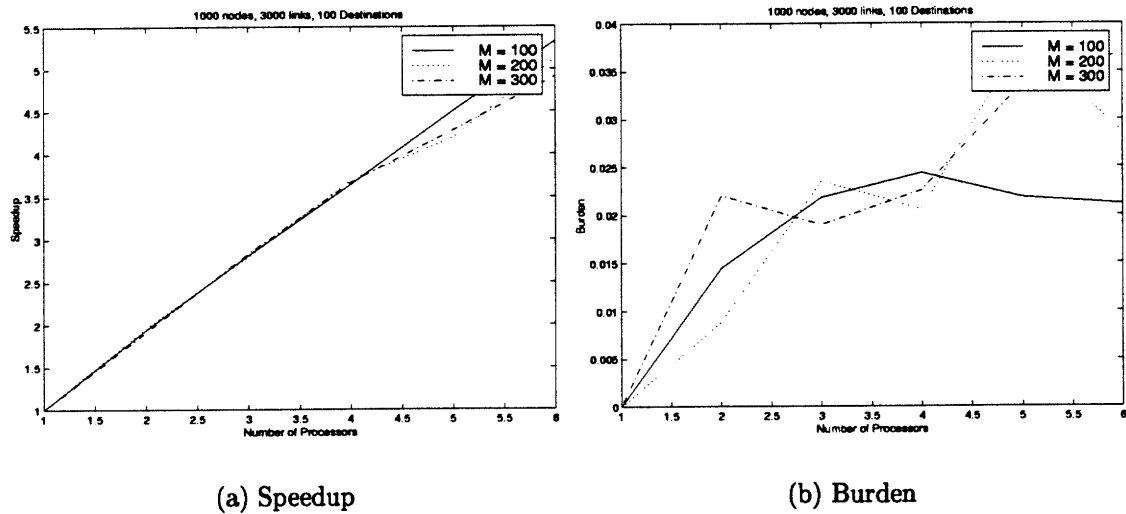 1000 nodes, 3000 links, 100 Destinations
5.5
5
4.5
4
3.5
3
2.5
2
1.5
1
Speedup
M = 100
M = 200
M = 300
1 1.5 2 2.5 3 3.5 4 4.5 5 5.5 6
Number of Processors
(a) Speedup
1000 nodes, 3000 links, 100 Destinations
0.04
0.035
0.03
0.025
0.02
0.015
0.01
0.005
0
Burden
M = 100
M = 200
M = 300
1 1.5 2 2.5 3 3.5 4 4.5 5 5.5 6
Number of Processors
(b) Burden